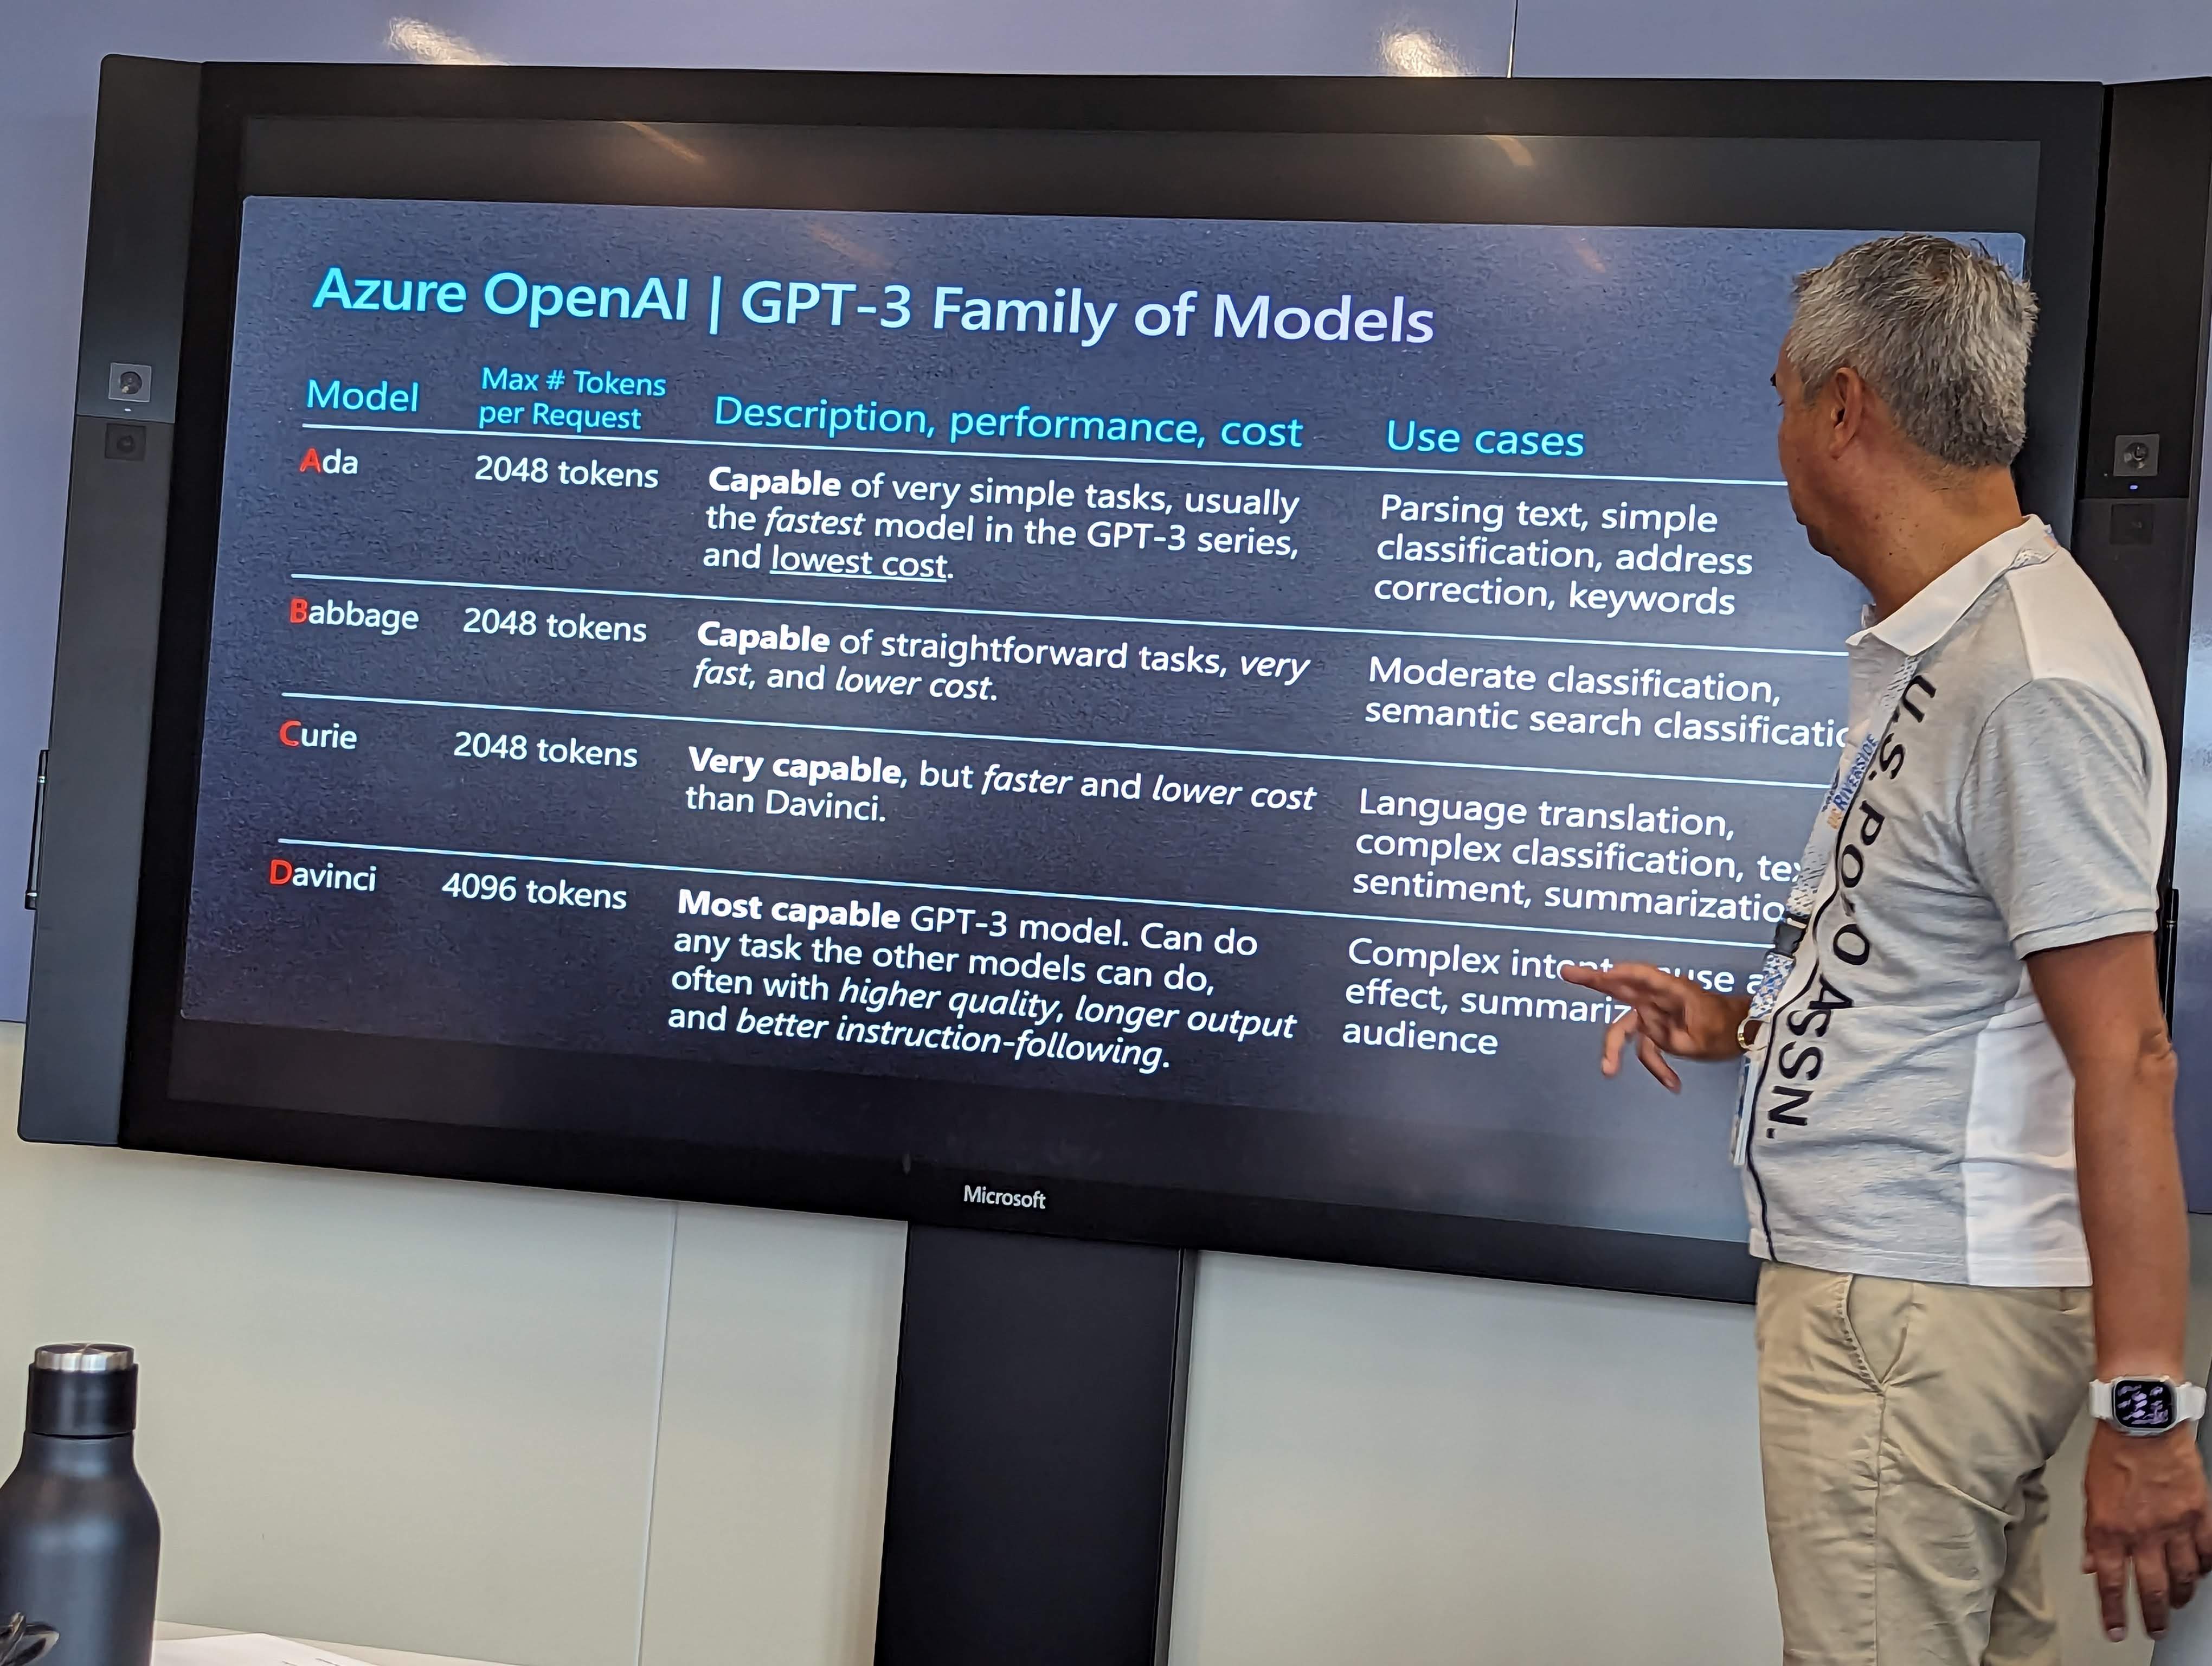 Azure OpenAI | GPT-3 Family of Models
Model
Max # Tokens
per Request
Description, performance, cost
Use cases
Ada
2048 tokens
Capable of very simple tasks, usually
the fastest model in the GPT-3 series,
and lowest cost.
Parsing text, simple
classification, address
correction, keywords
Babbage
2048 tokens
Capable of straightforward tasks, very
fast, and lower cost.
Moderate classification,
semantic search
Curie
2048 tokens
Very capable, but faster and lower cost
than Davinci.
Language translation,
complex classification,
sentiment,
Davinci
4096 tokens
Most capable GPT-3 model. Can do
any task the other models can do,
often with higher quality, longer output
and better instruction-following.
Complex
effect,
audience
Microsoft
U.S. POLO ASSN.
RIVERSIDE